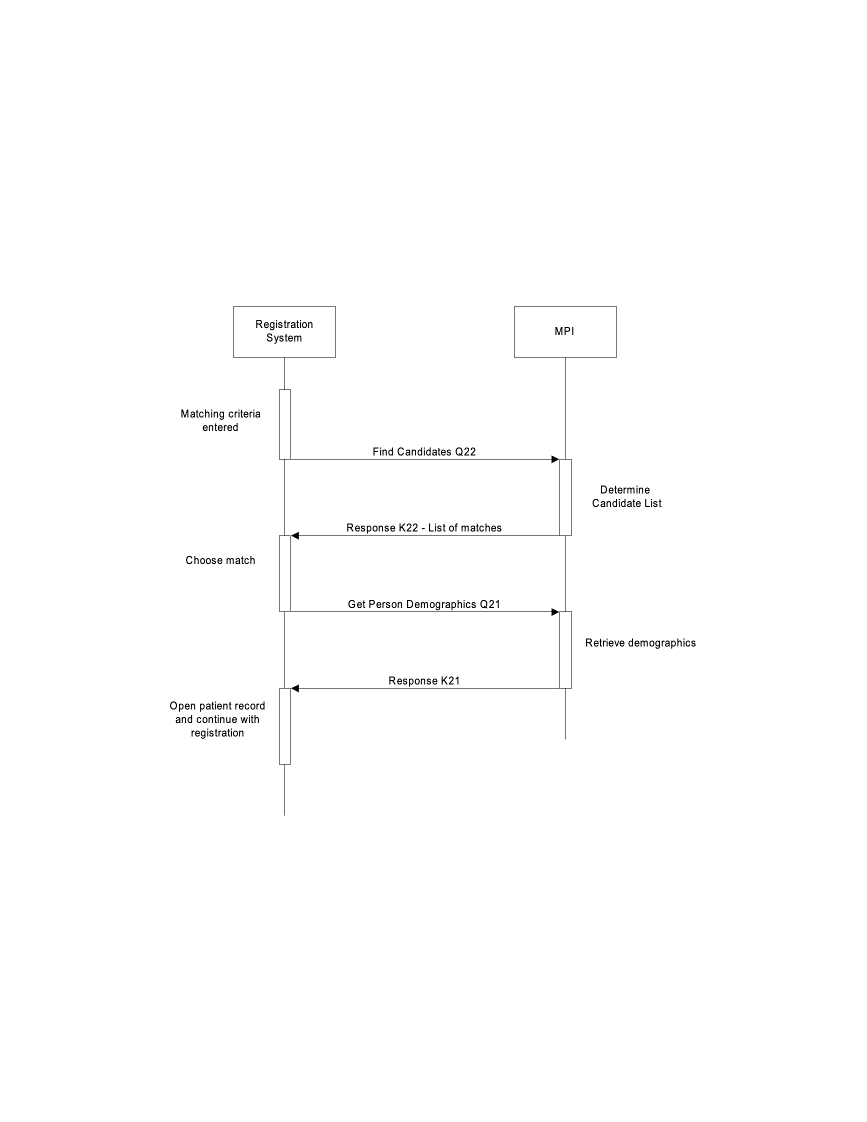 Registration
System
MPI
Matching criteria
entered
Find Candidates Q22
Determine
Candidate List
Response K22 - List of matches
Choose match
Get Person Demographics Q21
Retrieve demographics
Response K21
Open patient record
and continue with
registration